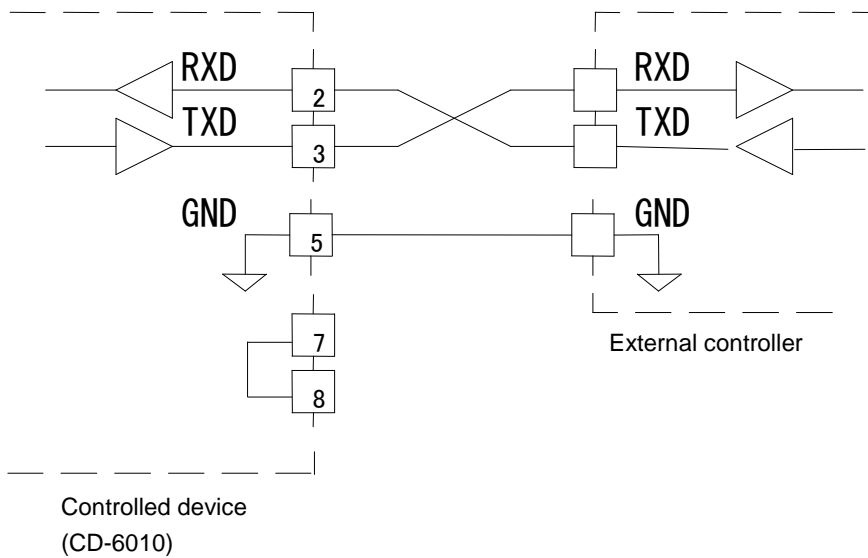 RXD
2
RXD
TXD
3
TXD
GND
5
GND
7
8
External controller
Controlled device
(CD-6010)